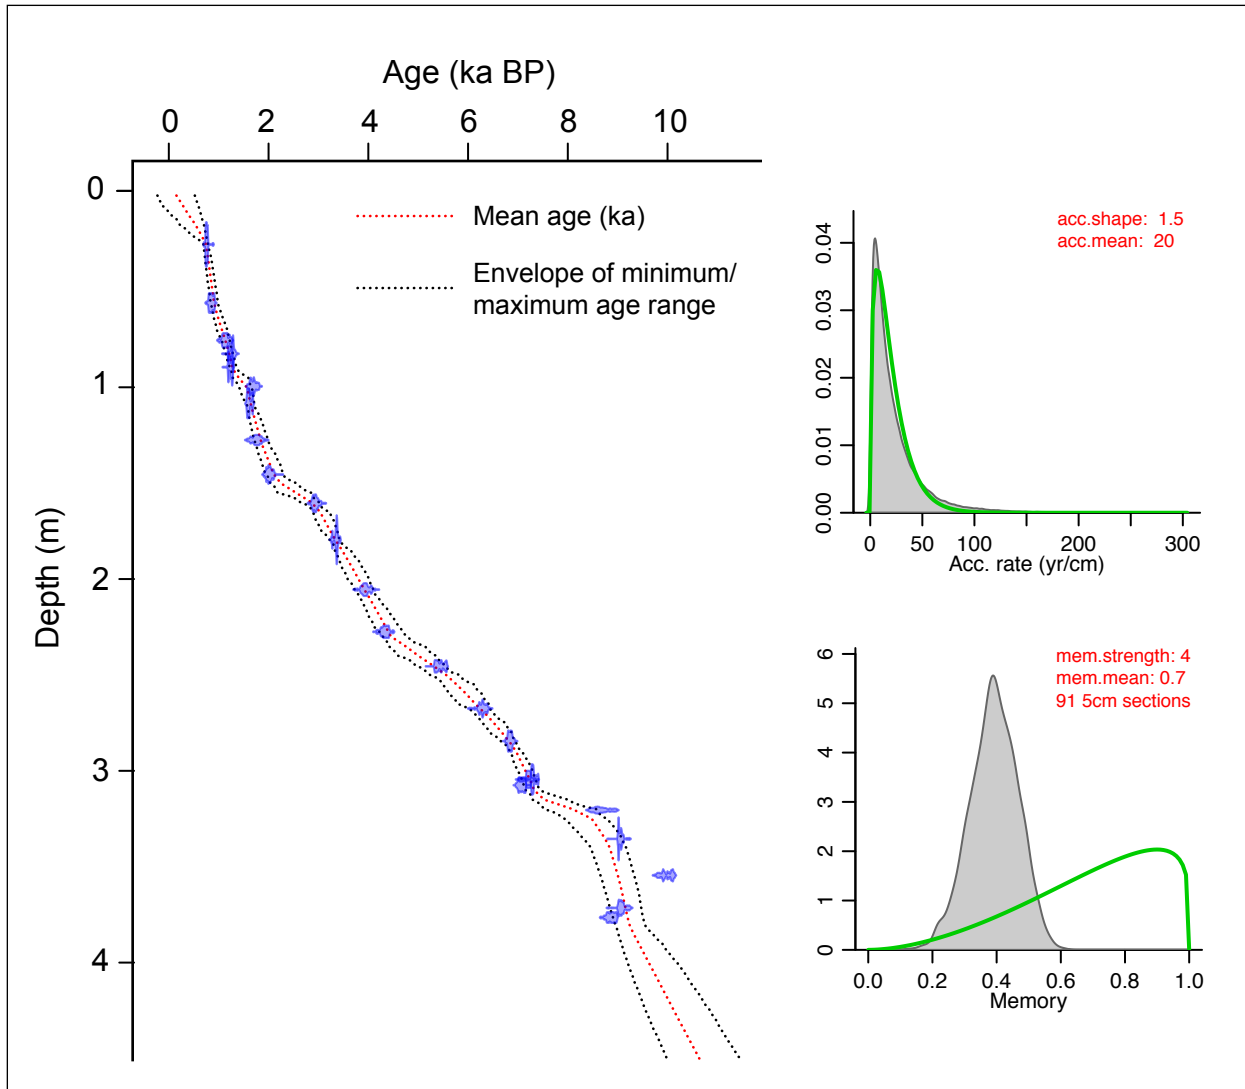 Age (ka BP)
0 2 4 6 8 10
Depth (m)
0
1
2
3
4
Mean age (ka)
Envelope of minimum/
maximum age range
acc.shape: 1.5
acc.mean: 20
0.04
0.03
0.02
0.01
0.00
0 50 100 200 300
Acc. rate (yr/cm)
mem.strength: 4
mem.mean: 0.7
91 5cm sections
6
5
4
3
2
1
0
0.0 0.2 0.4 0.6 0.8 1.0
Memory